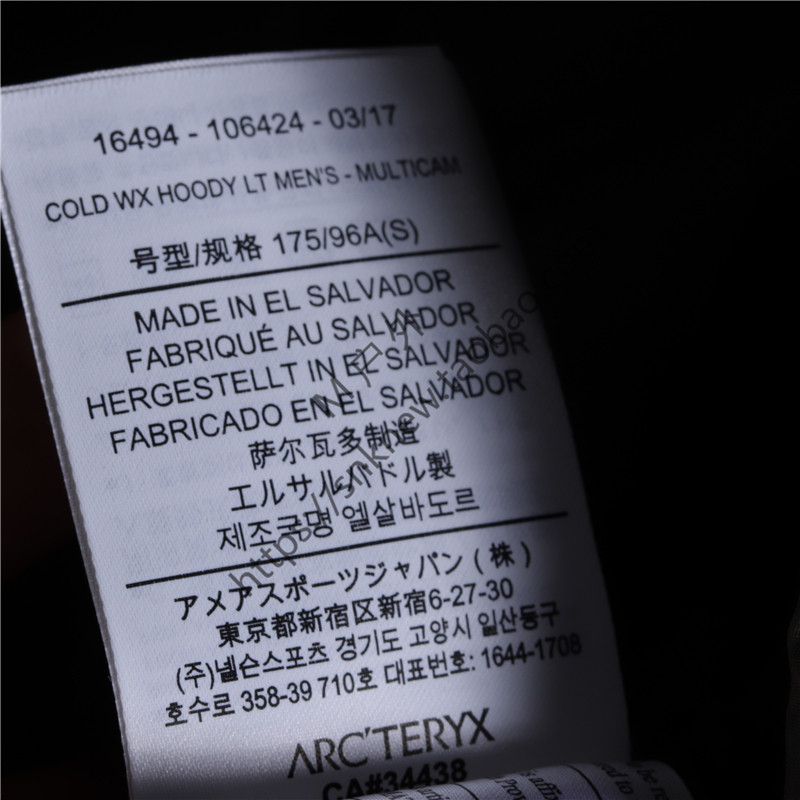 16494 - 106424 - 03/17
COLD WX HOODY LT MEN'S - MULTICAM
号型/规格 175/96A(S)
MADE IN EL SALVADOR
FABRIQUÉ AU SALVADOR
HERGESTELLT IN EL SALVADOR
FABRICADO EN EL SALVADOR
萨尔瓦多制造
エルサルバドル製
제조국명 엘살바도르
アメアスポーツジャパン(株)
東京都新宿区新宿6-27-30
(주)넬슨스포츠 경기도 고양시 일산동구
호수로 358-39 710호 대표번호: 1644-1708
ARC'TERYX
CA#34438